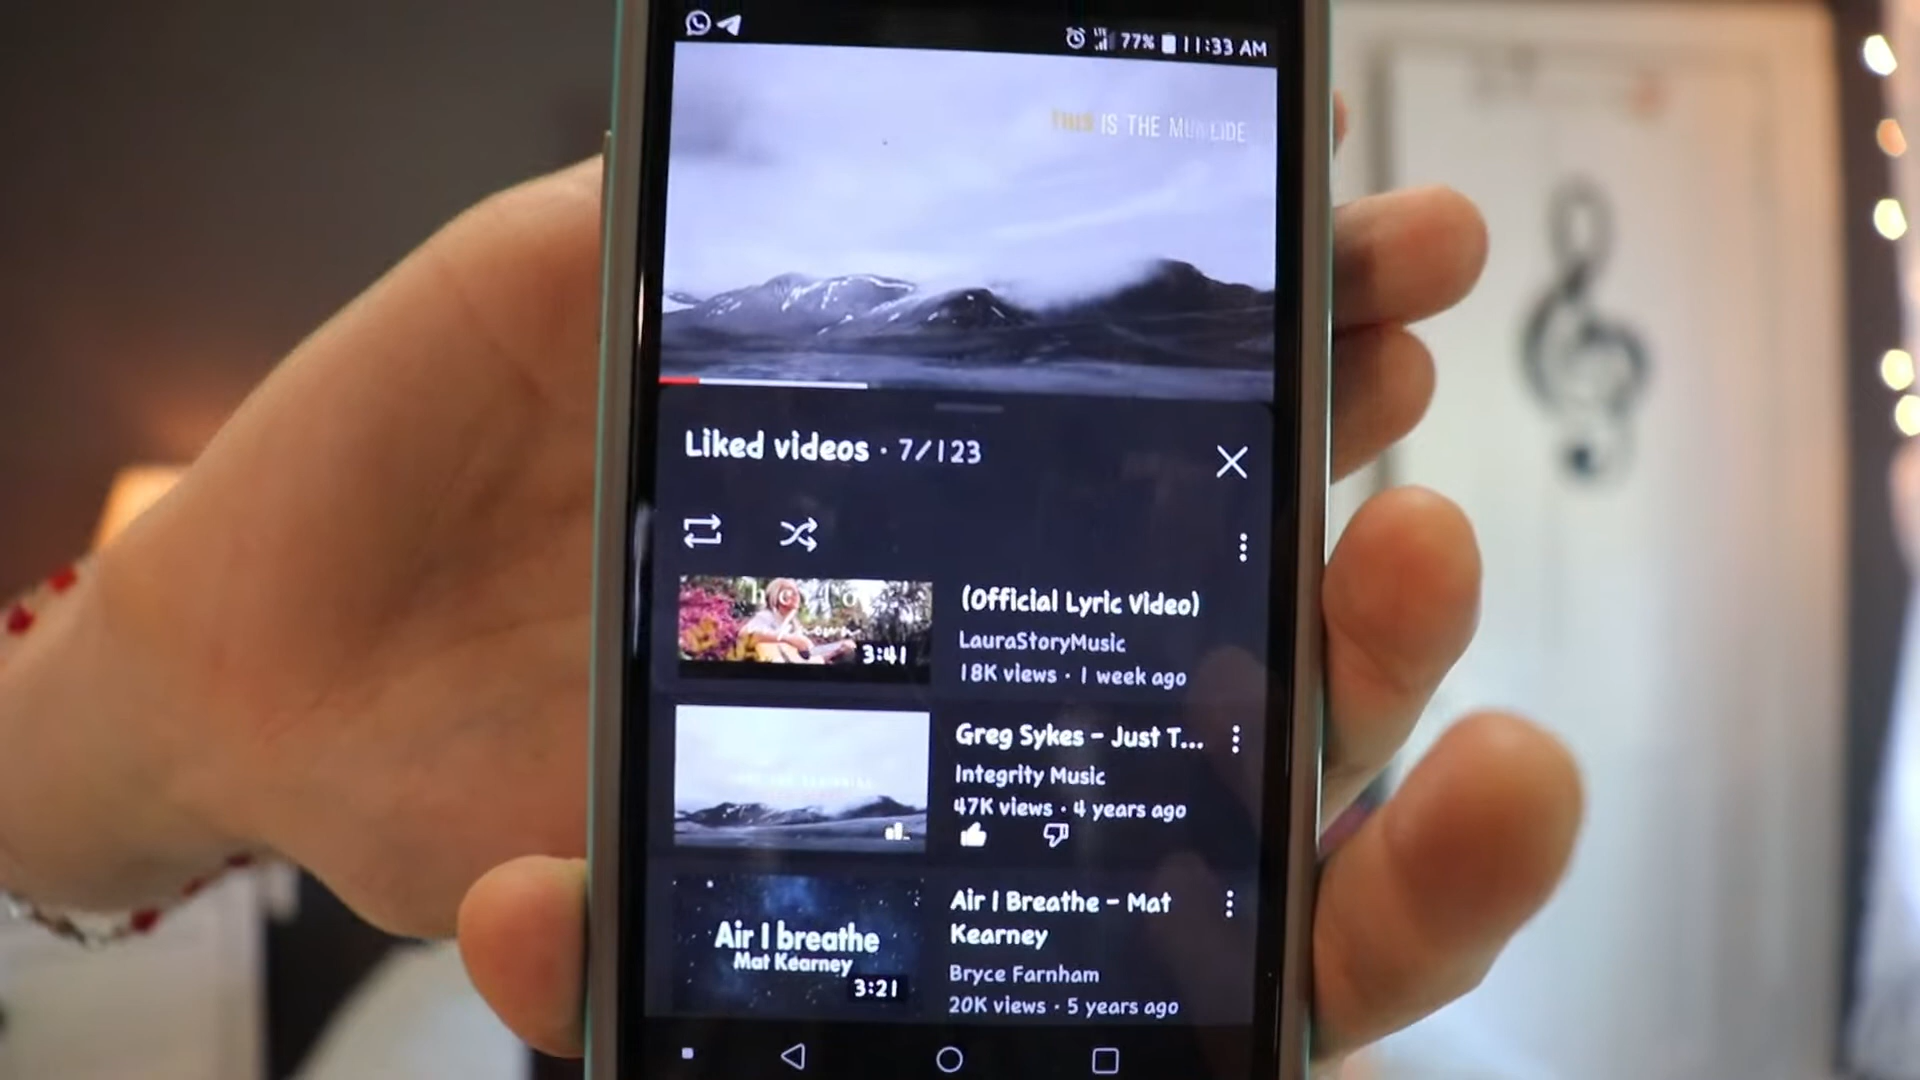 77% 11:33 AM
THIS IS THE
Liked videos · 7/123
(Official Lyric Video)
LauraStoryMusic
18K views · 1 week ago
3:41
Greg Sykes - Just T...
Integrity Music
47K views · 4 years ago
Air I breathe
Mat Kearney
3:21
Air I Breathe - Mat
Kearney
Bryce Farnham
20K views · 5 years ago